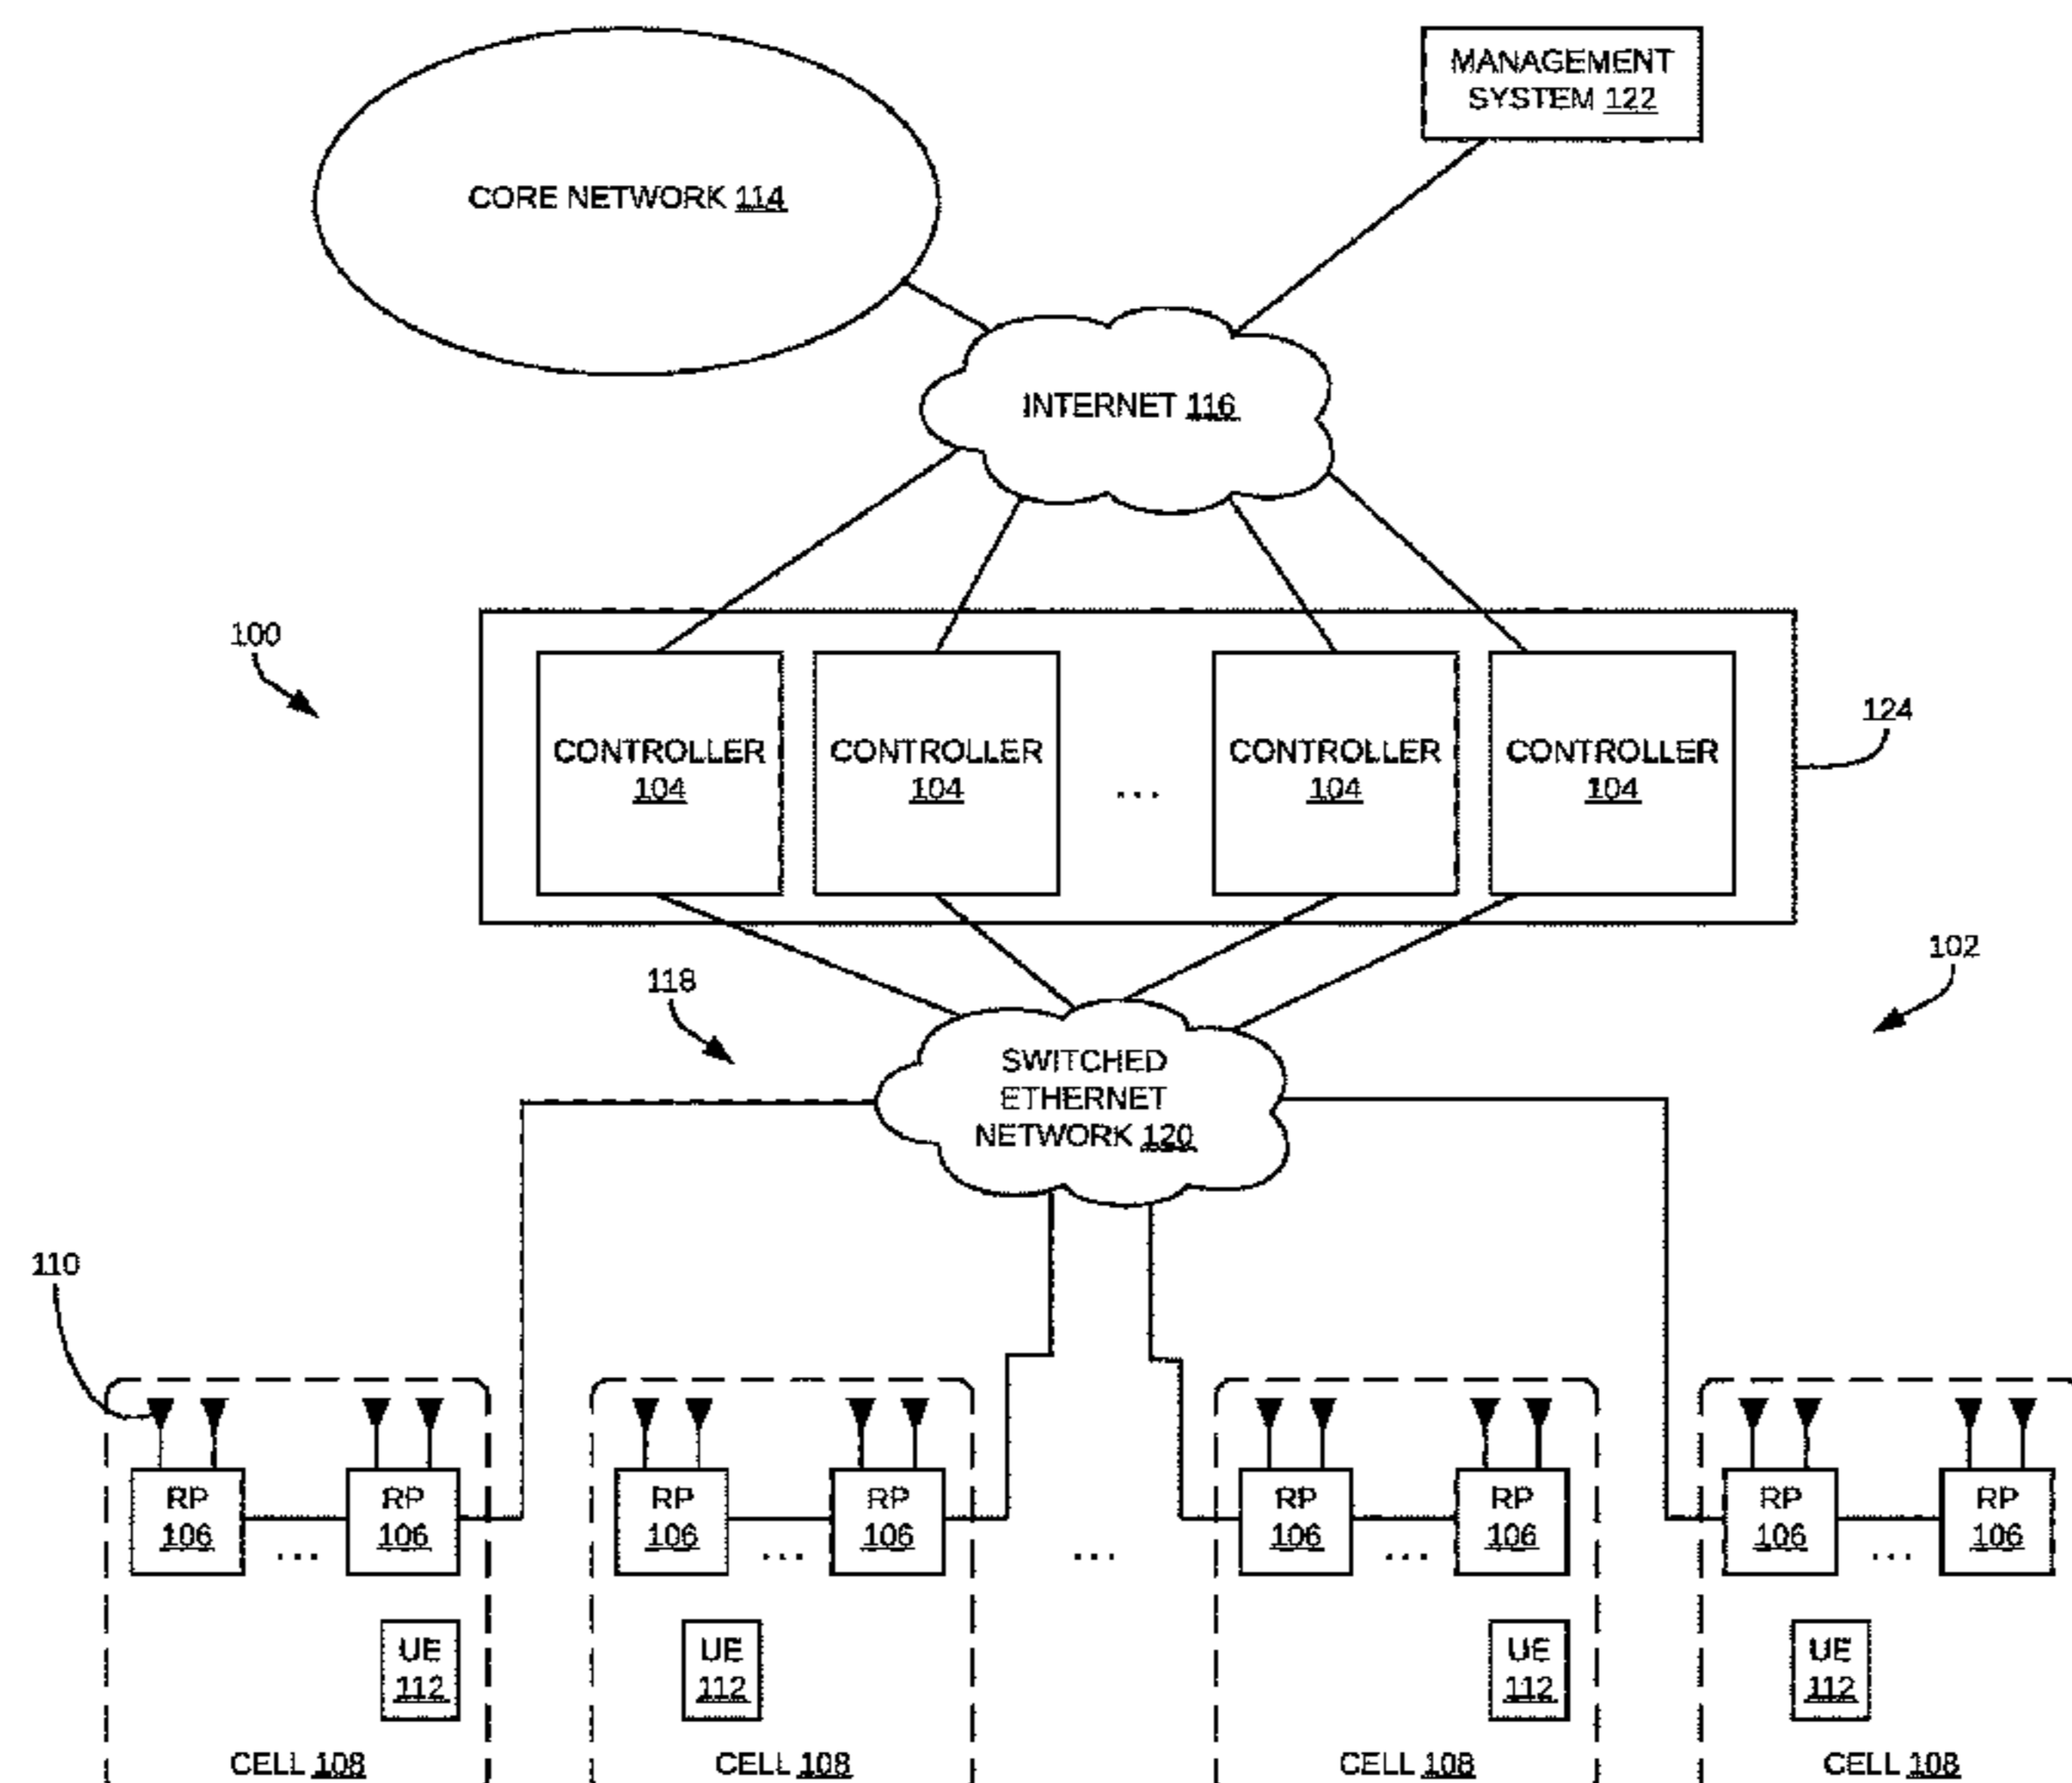 MANAGEMENT
SYSTEM 122
CORE NETWORK 114
INTERNET 116
100
124
CONTROLLER
104
CONTROLLER
104
...
CONTROLLER
104
CONTROLLER
104
102
118
SWITCHED
ETHERNET
NETWORK 120
110
RP
106
...
RP
106
RP
106
...
RP
106
...
RP
106
...
RP
106
RP
106
...
RP
106
UE
112
UE
112
UE
112
UE
112
CELL 108
CELL 108
CELL 108
CELL 108